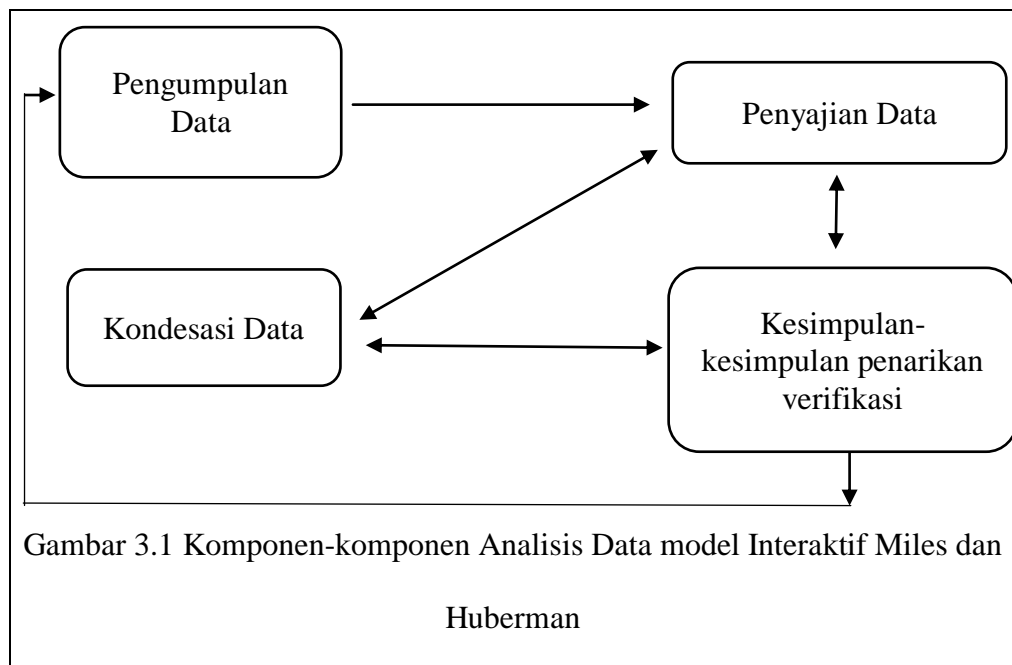 Pengumpulan
Data
Penyajian Data
Kondesasi Data
Kesimpulan-
kesimpulan penarikan
verifikasi
Gambar 3.1 Komponen-komponen Analisis Data model Interaktif Miles dan
Huberman